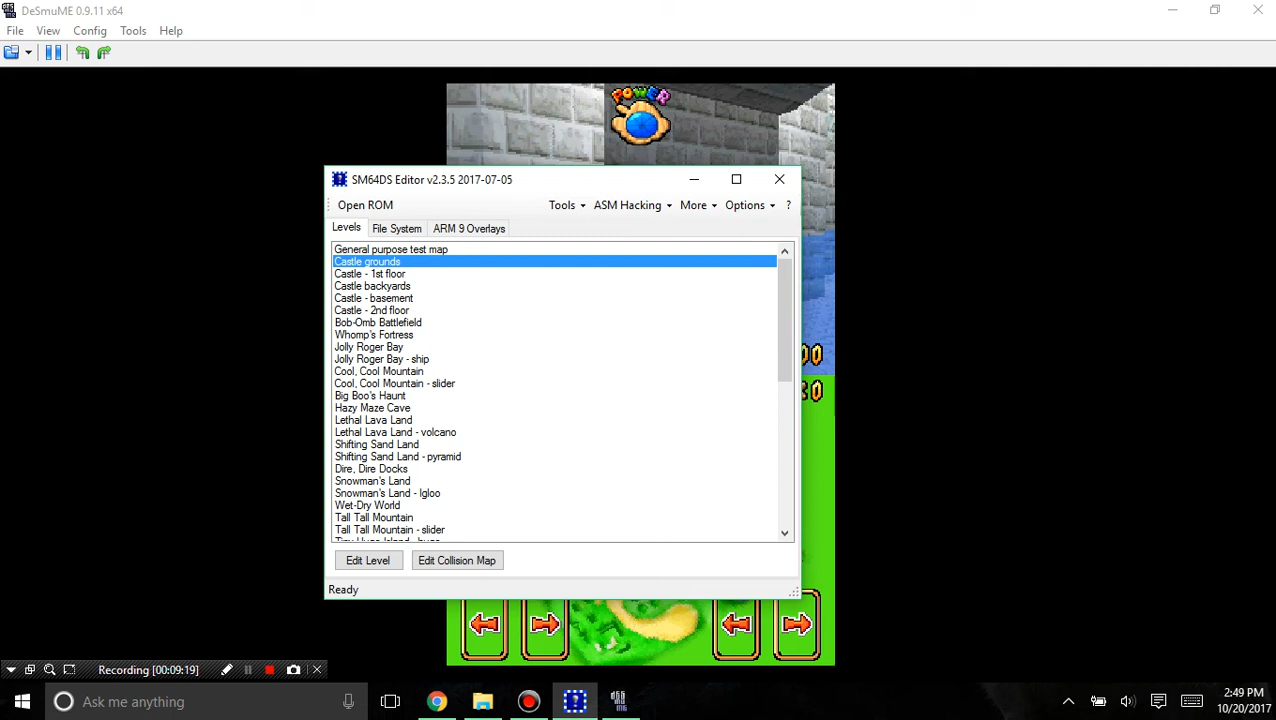 DeSmuME 0.9.11 x64
File View Config Tools Help
POWER
SM64DS Editor v2.3.5 2017-07-05
Open ROM Tools ASM Hacking More Options ?
Levels File System ARM 9 Overlays
General purpose test map
Castle grounds
Castle - 1st floor
Castle backyards
Castle - basement
Castle - 2nd floor
Bob-Omb Battlefield
Whomp's Fortress
Jolly Roger Bay
Jolly Roger Bay - ship
Cool, Cool Mountain
Cool, Cool Mountain - slider
Big Boo's Haunt
Hazy Maze Cave
Lethal Lava Land
Lethal Lava Land - volcano
Shifting Sand Land
Shifting Sand Land - pyramid
Dire, Dire Docks
Snowman's Land
Snowman's Land - Igloo
Wet-Dry World
Tall Tall Mountain
Tall Tall Mountain - slider
Edit Level Edit Collision Map
Ready
Recording [00:09:19]
Ask me anything
2:49 PM
10/20/2017